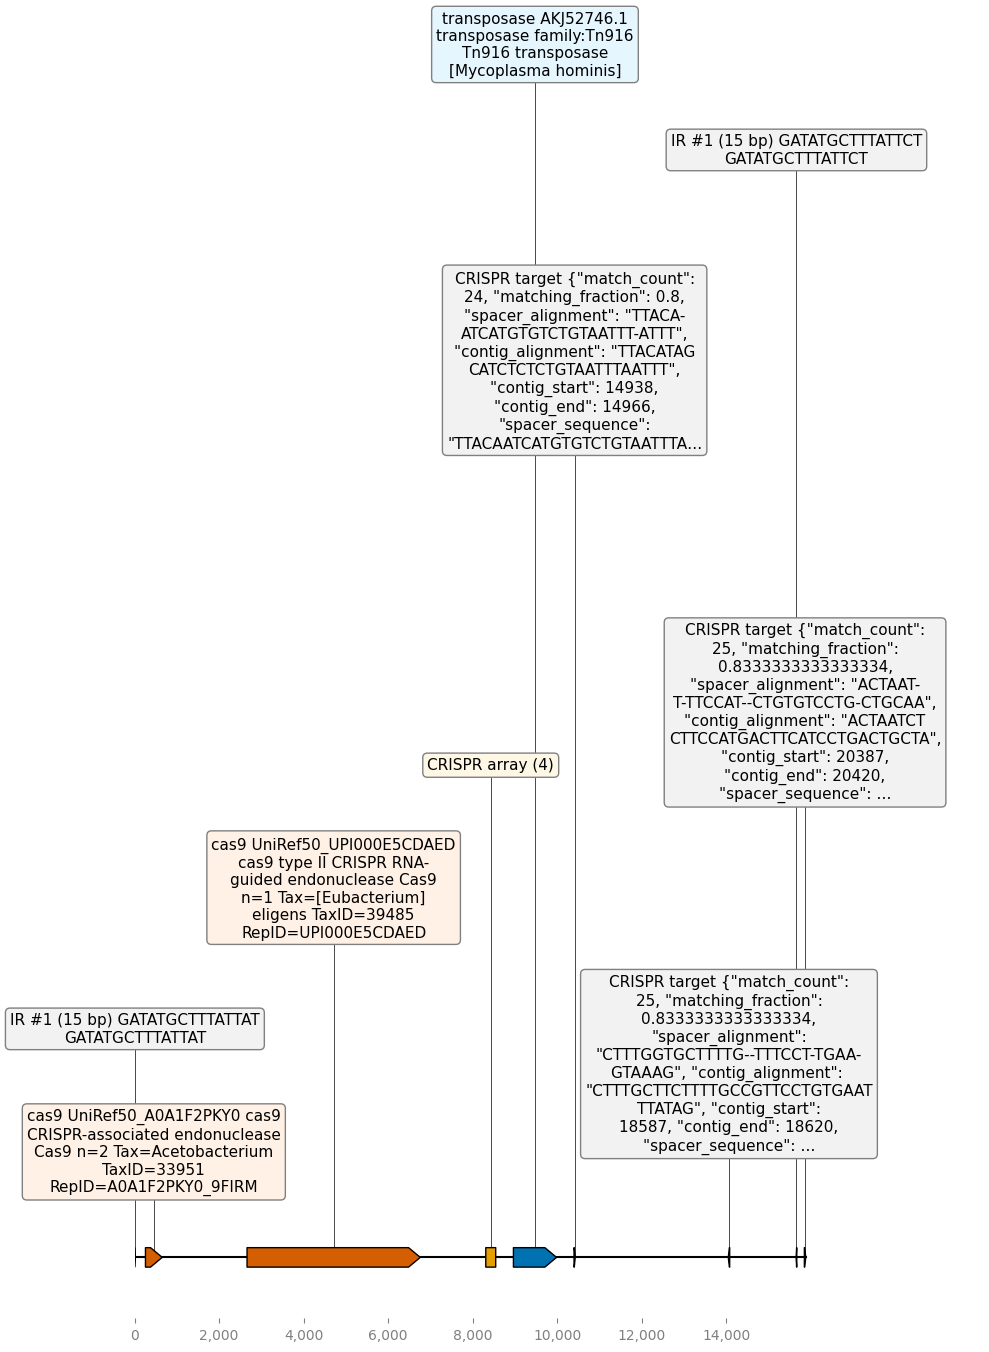 transposase AKJ52746.1
transposase family:Tn916
Tn916 transposase
[Mycoplasma hominis]
IR #1 (15 bp) GATATGCTTTATTCT
GATATGCTTTATTCT
CRISPR target {"match_count":
24, "matching_fraction": 0.8,
"spacer_alignment": "TTACA-
ATCATGTGTCTGTAATTT-ATTT",
"contig_alignment": "TTACATAG
CATCTCTCTGTAATTTAATTT",
"contig_start": 14938,
"contig_end": 14966,
"spacer_sequence":
"TTACAATCATGTGTCTGTAATTTA...
CRISPR target {"match_count":
25, "matching_fraction":
0.8333333333333334,
"spacer_alignment": "ACTAAT-
T-TTCCAT--CTGTGTCCTG-CTGCAA",
"contig_alignment": "ACTAATCT
CTTCCATGACTTCATCCTGACTGCTA",
"contig_start": 20387,
"contig_end": 20420,
"spacer_sequence": ...
CRISPR array (4)
cas9 UniRef50_UPI000E5CDAED
cas9 type II CRISPR RNA-
guided endonuclease Cas9
n=1 Tax=[Eubacterium]
eligens TaxID=39485
RepID=UPI000E5CDAED
CRISPR target {"match_count":
25, "matching_fraction":
0.8333333333333334,
"spacer_alignment":
"CTTTGGTGCTTTTG--TTTCCT-TGAA-
GTAAAG", "contig_alignment":
"CTTTGCTTCTTTTGCCGTTCCTGTGAAT
TTATAG", "contig_start":
18587, "contig_end": 18620,
"spacer_sequence": ...
IR #1 (15 bp) GATATGCTTTATTAT
GATATGCTTTATTAT
cas9 UniRef50_A0A1F2PKY0 cas9
CRISPR-associated endonuclease
Cas9 n=2 Tax=Acetobacterium
TaxID=33951
RepID=A0A1F2PKY0_9FIRM
0 2,000 4,000 6,000 8,000 10,000 12,000 14,000